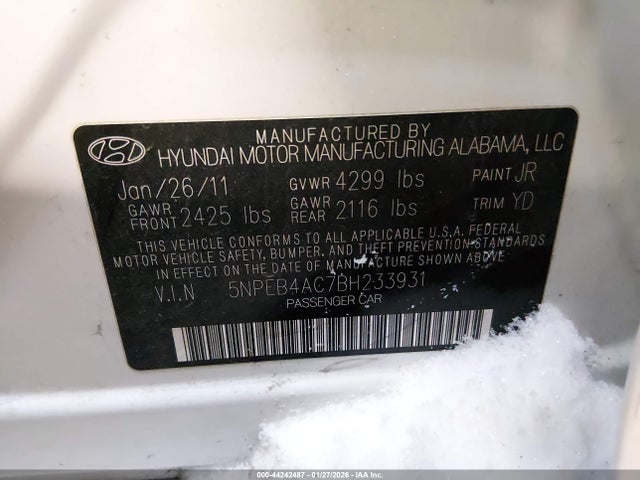 MANUFACTURED BY
HYUNDAI MOTOR MANUFACTURING ALABAMA, LLC
Jan/26/11 GVWR 4299 lbs PAINT JR
GAWR FRONT 2425 lbs GAWR REAR 2116 lbs TRIM YD
THIS VEHICLE CONFORMS TO ALL APPLICABLE U.S.A. FEDERAL
MOTOR VEHICLE SAFETY, BUMPER, AND THEFT PREVENTION STANDARDS
IN EFFECT ON THE DATE OF MANUFACTURE SHOWN ABOVE.
V.I.N 5NPEB4AC7BH233931
PASSENGER CAR
000-44242487 | 01/27/2026 - IAA Holdings, LLC